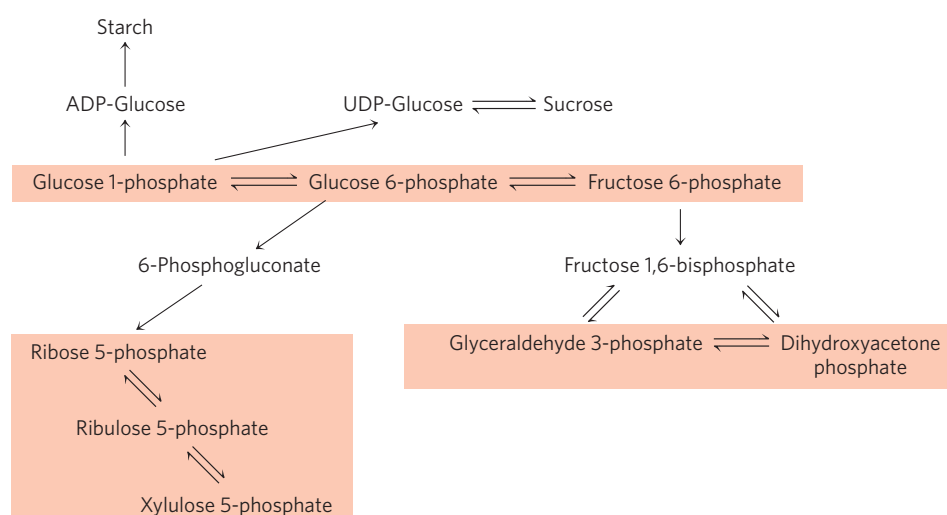 Starch
ADP-Glucose
UDP-Glucose
Sucrose
Glucose 1-phosphate
Glucose 6-phosphate
Fructose 6-phosphate
6-Phosphogluconate
Fructose 1,6-bisphosphate
Ribose 5-phosphate
Glyceraldehyde 3-phosphate
Dihydroxyacetone
phosphate
Ribulose 5-phosphate
Xylulose 5-phosphate